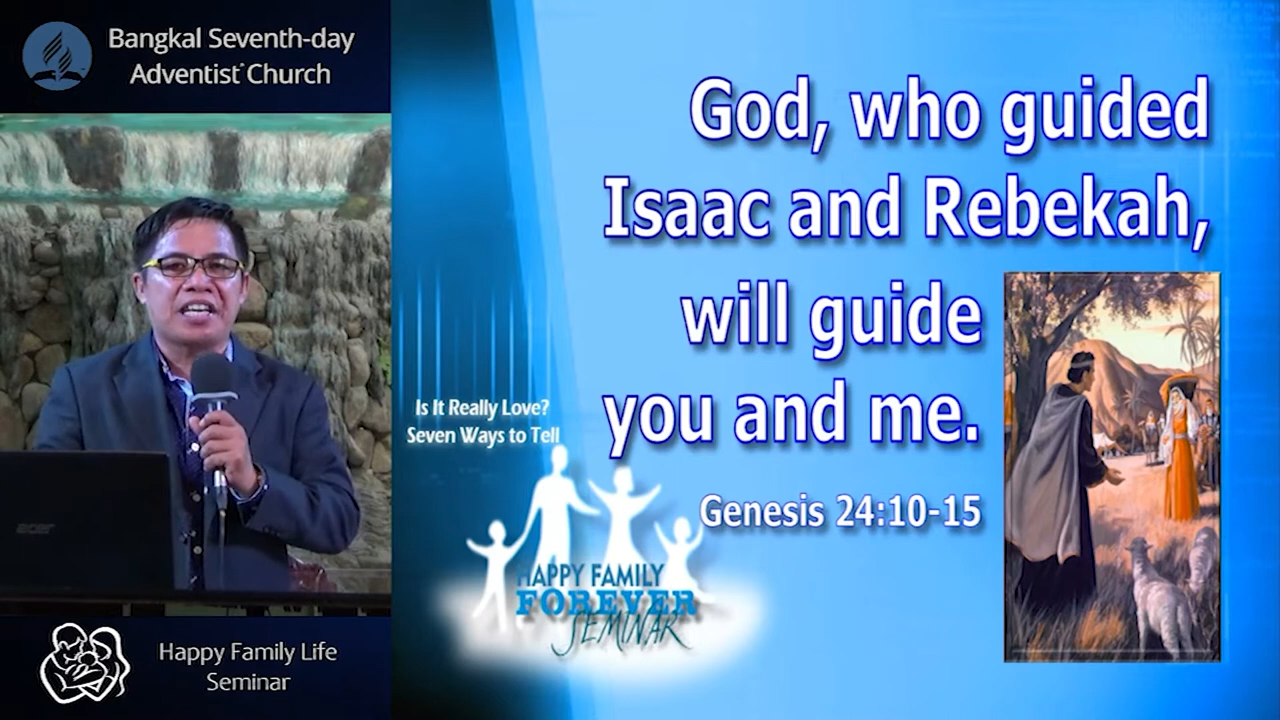 Bangkal Seventh-day
Adventist Church
God, who guided
Isaac and Rebekah,
will guide
you and me.
Genesis 24:10-15
Is It Really Love?
Seven Ways to Tell
HAPPY FAMILY
FOREVER
SEMINAR
acer
Happy Family Life
Seminar